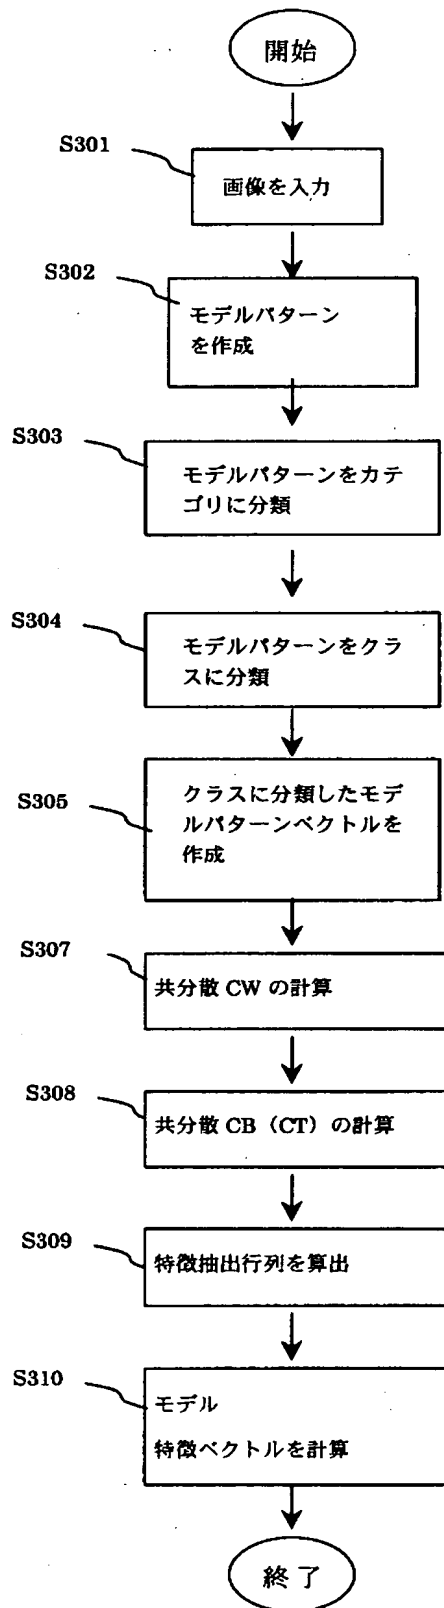 開始
S301
画像を入力
S302
モデルパターン
を作成
S303
モデルパターンをカテ
ゴリに分類
S304
モデルパターンをクラ
スに分類
S305
クラスに分類したモデ
ルパターンベクトルを
作成
S307
共分散 CW の計算
S308
共分散 CB（CT）の計算
S309
特徴抽出行列を算出
S310
モデル
特徴ベクトルを計算
終了